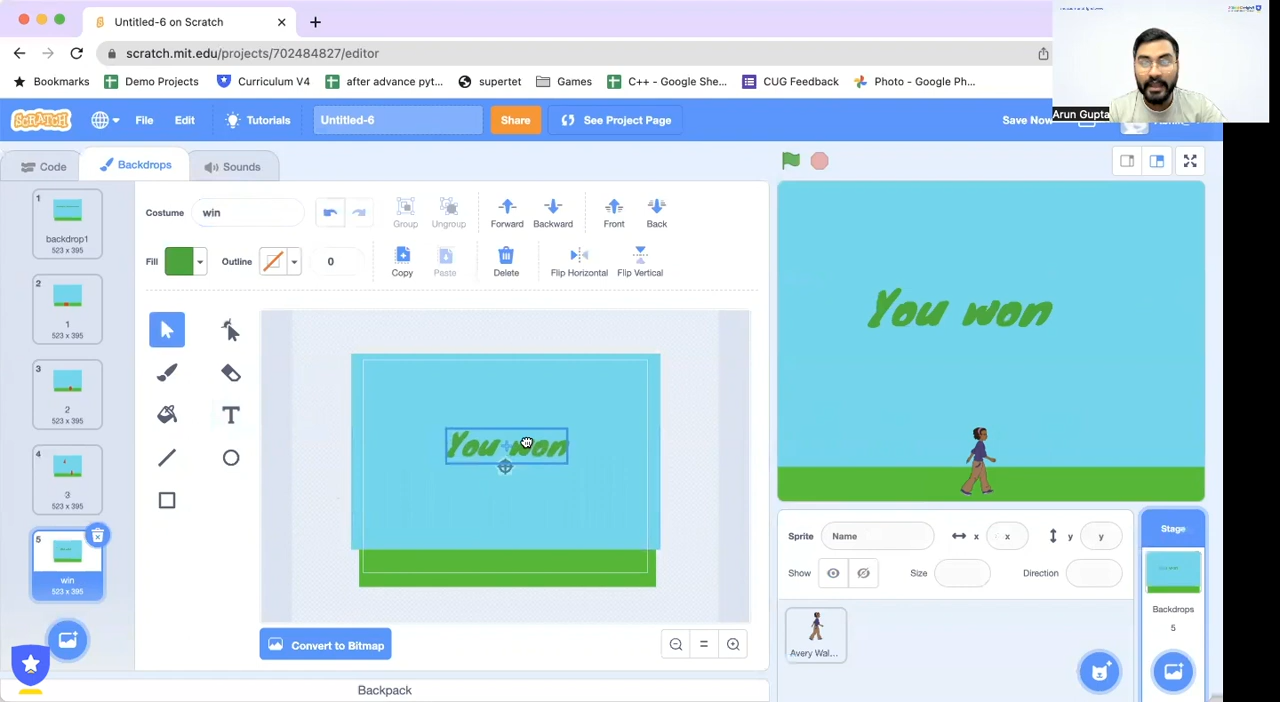 Untitled-6 on Scratch
scratch.mit.edu/projects/702484827/editor
Bookmarks Demo Projects Curriculum V4 after advance pyt... supertet Games C++ - Google She... CUG Feedback Photo - Google Ph...
Arun Gupta
SCRATCH File Edit Tutorials Untitled-6 Share See Project Page Save Now
Code Backdrops Sounds
1
backdrop1
523 x 395
2
1
523 x 395
3
2
523 x 395
4
3
523 x 395
5
win
523 x 395
Costume win Group Ungroup Forward Backward Front Back
Fill Outline 0 Copy Paste Delete Flip Horizontal Flip Vertical
T
You won
Convert to Bitmap
Backpack
You won
Sprite Name x x y y
Show Size Direction
Avery Wal...
Stage
Backdrops
5